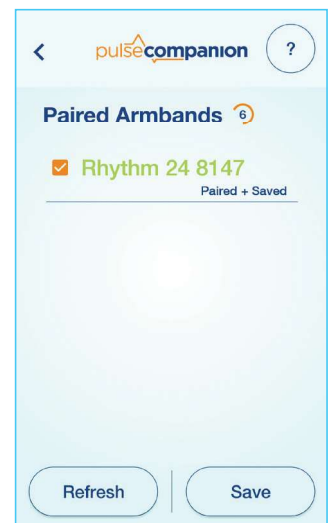 pulsecompanion ?
Paired Armbands 6
Rhythm 24 8147
Paired + Saved
Refresh Save